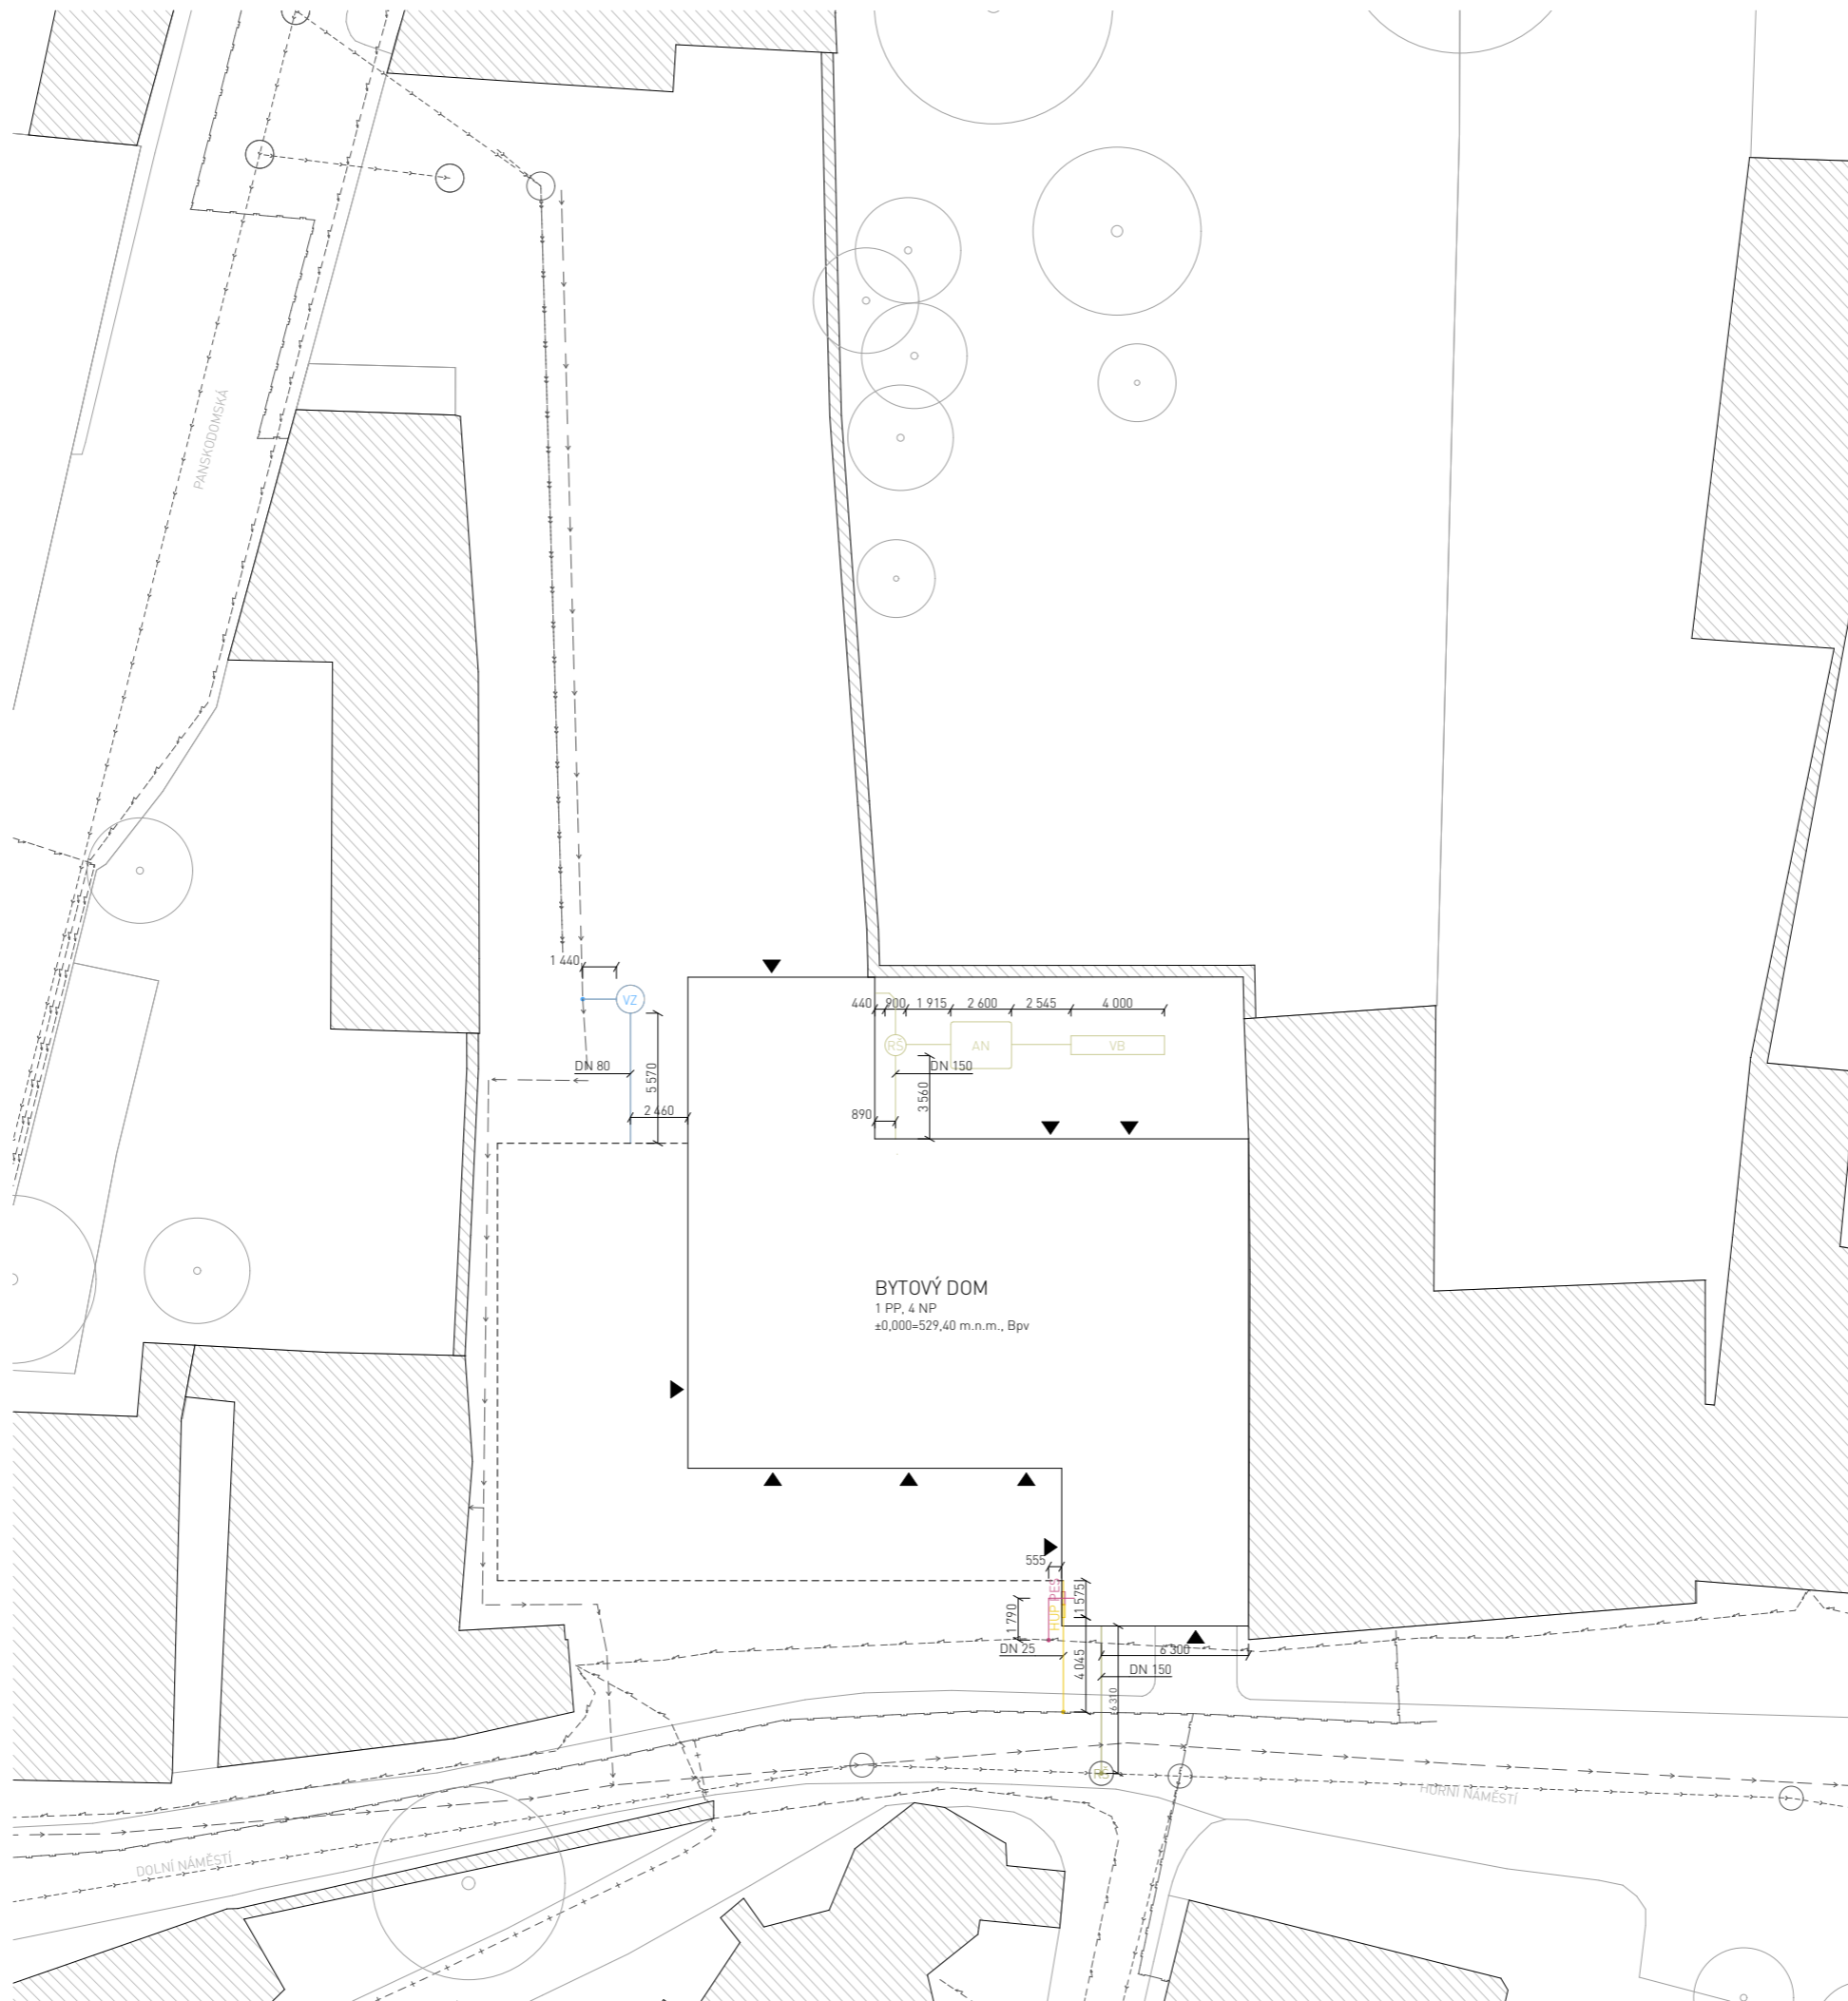 PANSKODOMSKÁ
1 440
VZ
440
900
1 915
2 600
2 545
4 000
RŠ
AN
VB
DN 80
5 570
DN 150
3 560
2 460
890
BYTOVÝ DOM
1 PP, 4 NP
±0,000=529,40 m.n.m., Bpv
555
PES
HUP
1 575
1 790
DN 25
4 045
6 300
DN 150
6 310
RŠ
HORNÍ NÁMĚSTÍ
DOLNÍ NÁMĚSTÍ